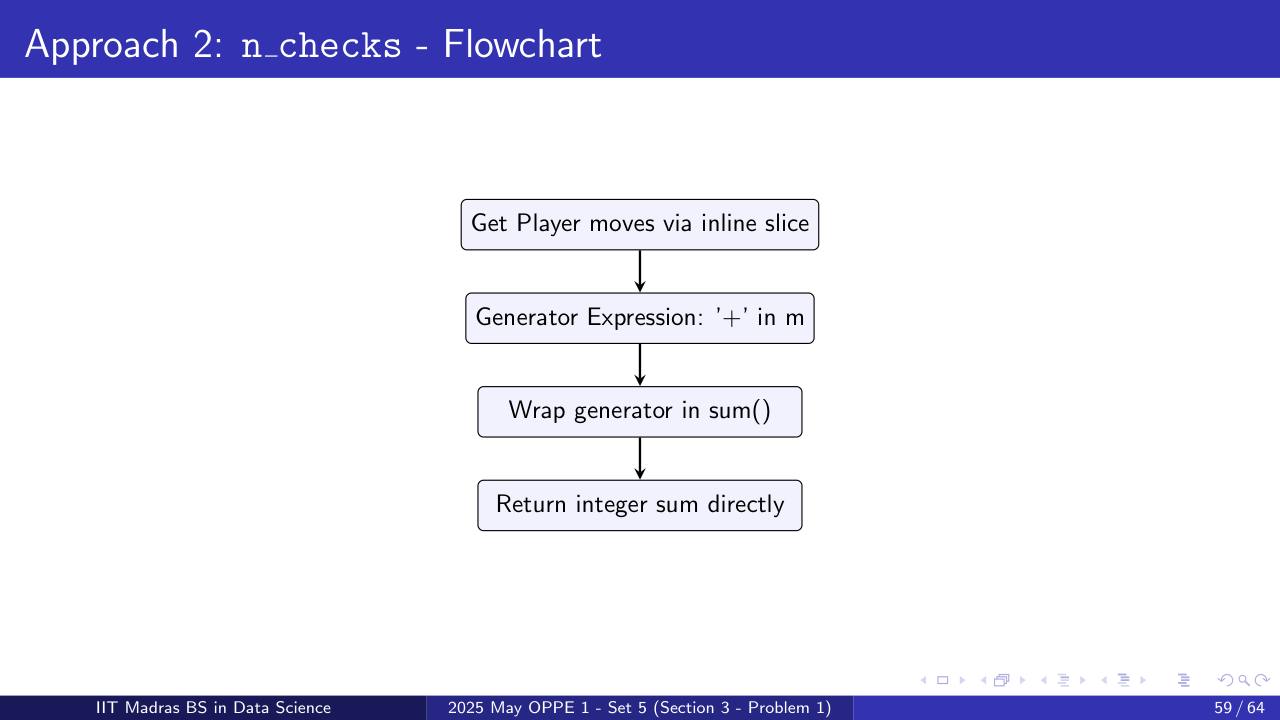 Approach 2: n_checks - Flowchart
Get Player moves via inline slice
Generator Expression: '+' in m
Wrap generator in sum()
Return integer sum directly
IIT Madras BS in Data Science
2025 May OPPE 1 - Set 5 (Section 3 - Problem 1)
59 / 64